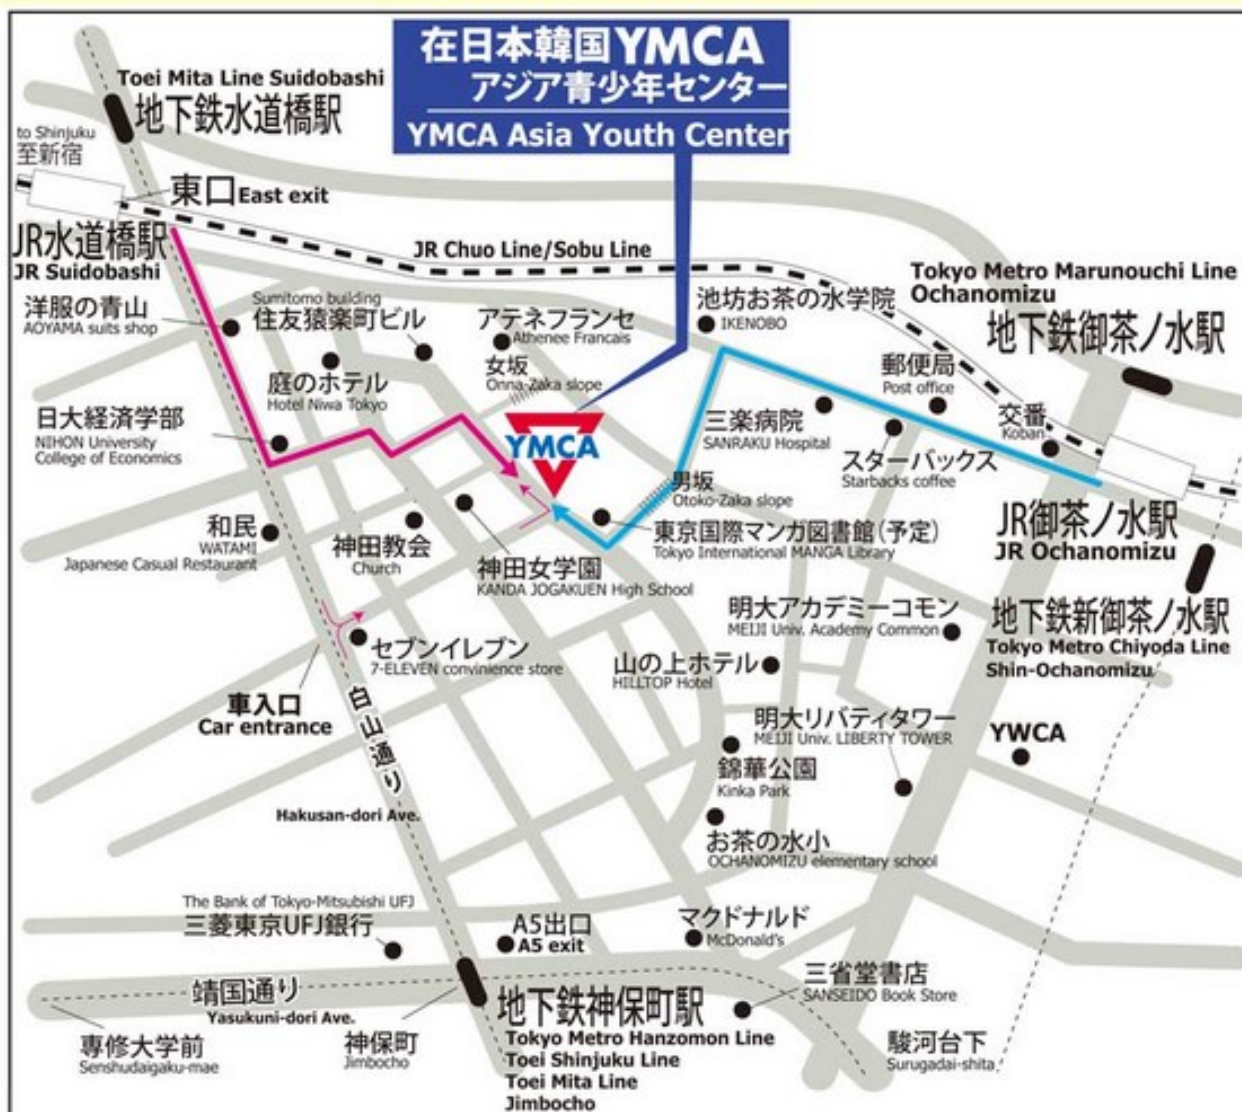 在日本韓国YMCA
アジア青少年センター
YMCA Asia Youth Center
Toei Mita Line Suidobashi
地下鉄水道橋駅
to Shinjuku
至新宿
東口East exit
JR水道橋駅
JR Suidobashi
JR Chuo Line/Sobu Line
Tokyo Metro Marunouchi Line
Ochanomizu
地下鉄御茶ノ水駅
洋服の青山
AOYAMA suits shop
Sumitomo building
住友猿楽町ビル
アテネフランセ
Athenee Francais
池坊お茶の水学院
IKENOBO
庭のホテル
Hotel Niwa Tokyo
女坂
Onna-Zaka slope
郵便局
Post office
交番
Koban
日大経済学部
NIHON University
College of Economics
YMCA
三楽病院
SANRAKU Hospital
スターバックス
Starbacks coffee
男坂
Otoko-Zaka slope
和民
WATAMI
Japanese Casual Restaurant
神田教会
Church
神田女学園
KANDA JOGAKUEN High School
東京国際マンガ図書館(予定)
Tokyo International MANGA Library
JR御茶ノ水駅
JR Ochanomizu
明大アカデミーコモン
MEIJI Univ. Academy Common
地下鉄新御茶ノ水駅
Tokyo Metro Chiyoda Line
Shin-Ochanomizu
セブンイレブン
7-ELEVEN convinience store
山の上ホテル
HILLTOP Hotel
車入口
Car entrance
白山通り
Hakusan-dori Ave.
明大リバティタワー
MEIJI Univ. LIBERTY TOWER
YWCA
錦華公園
Kinka Park
お茶の水小
OCHANOMIZU elementary school
The Bank of Tokyo-Mitsubishi UFJ
三菱東京UFJ銀行
A5出口
A5 exit
マクドナルド
McDonald's
靖国通り
Yasukuni-dori Ave.
三省堂書店
SANSEIDO Book Store
専修大学前
Senshudaigaku-mae
神保町
Jimbocho
地下鉄神保町駅
Tokyo Metro Hanzomon Line
Toei Shinjuku Line
Toei Mita Line
Jimbocho
駿河台下
Surugadai-shita